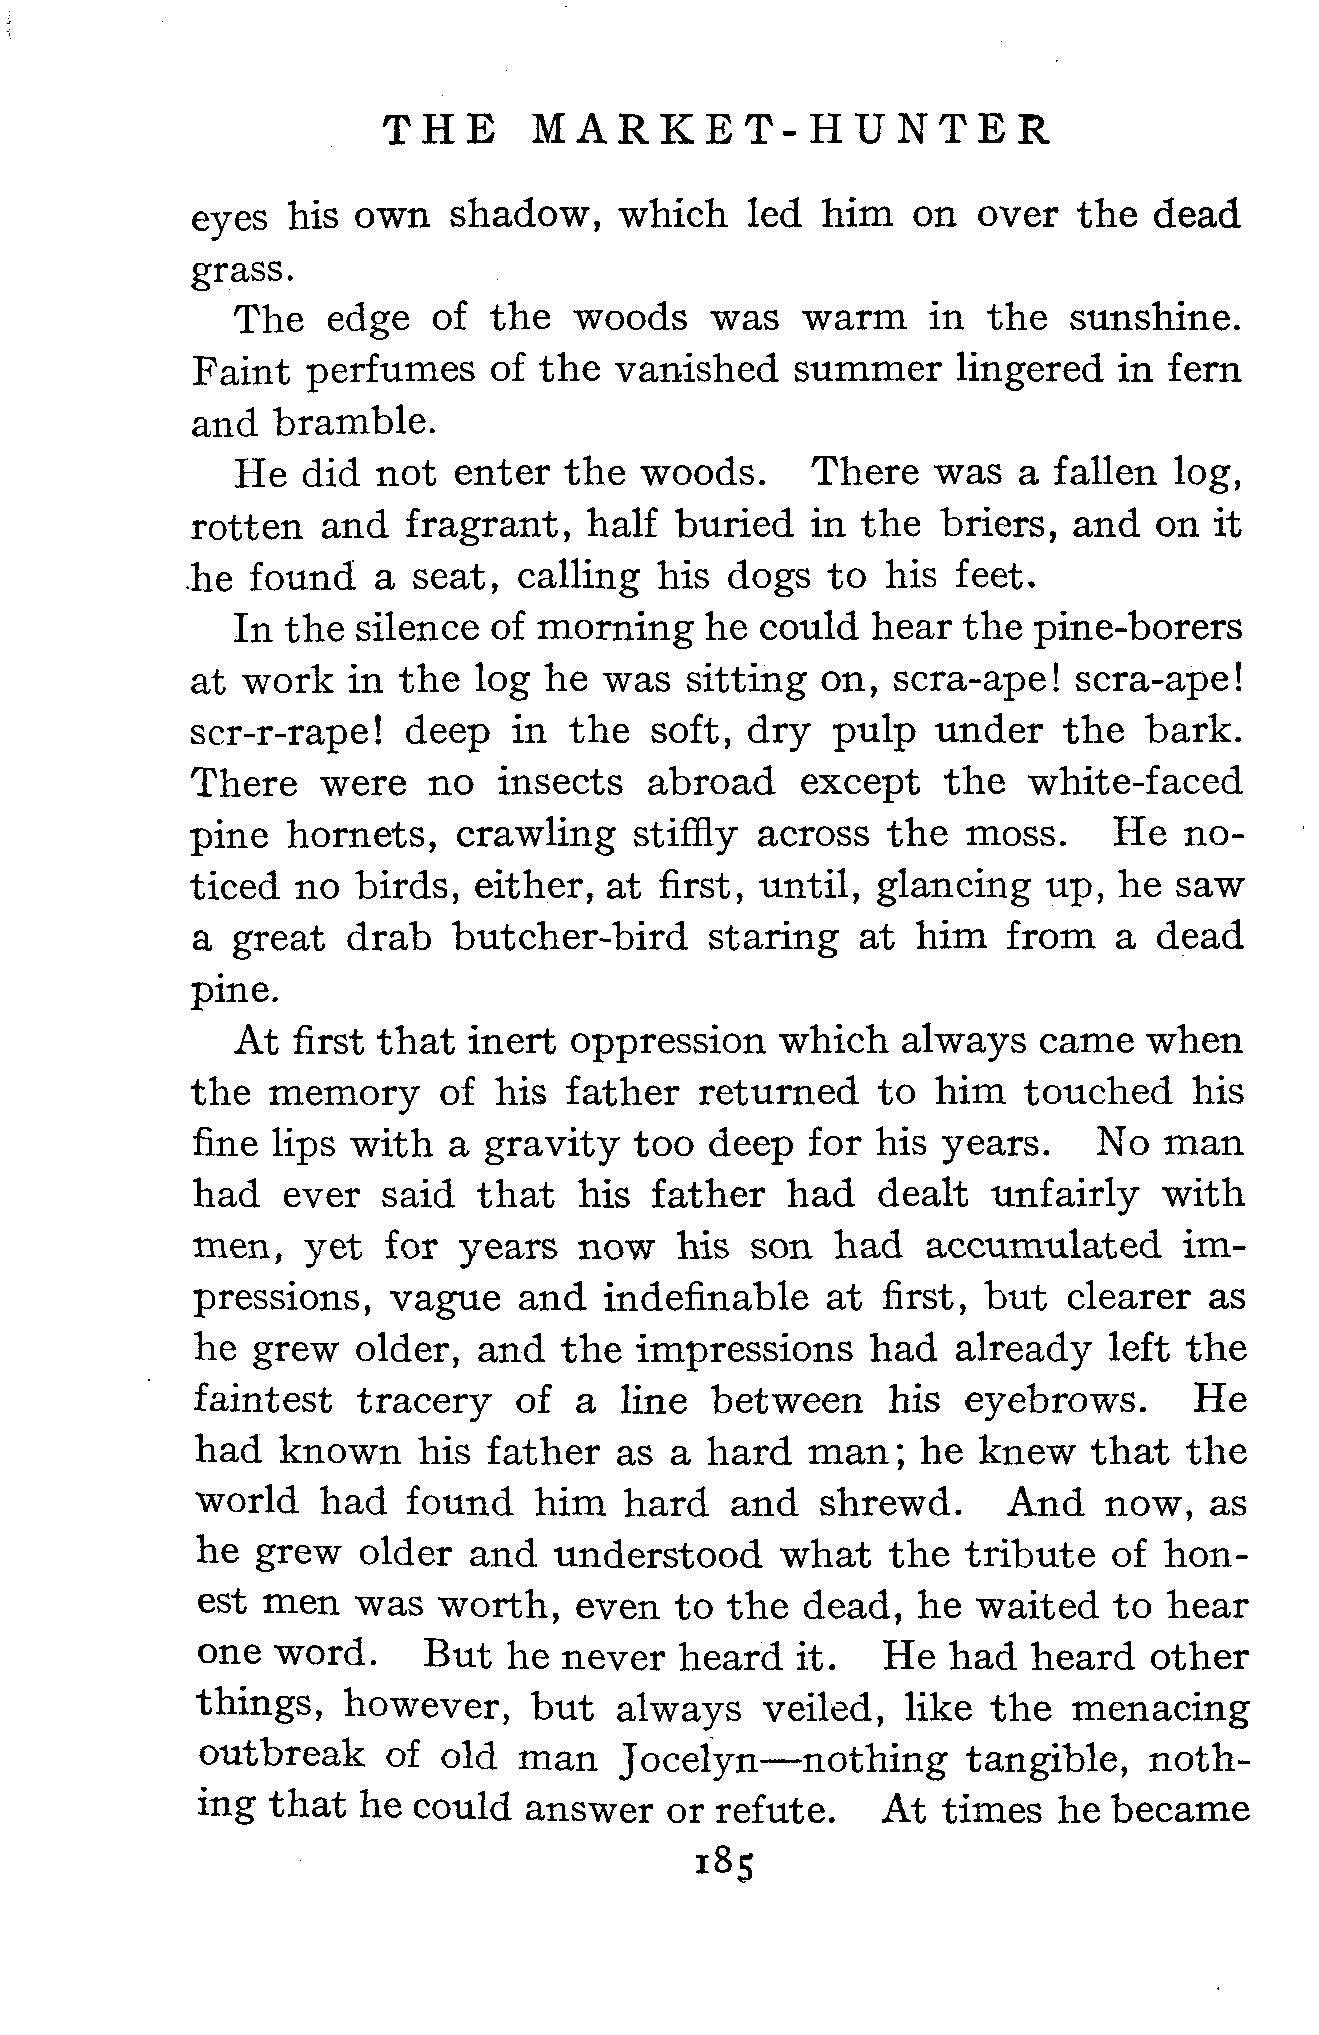 THE MARKET-HUNTER
eyes his own shadow, which led him on over the dead
grass.
The edge of the woods was warm in the sunshine.
Faint perfumes of the vanished summer lingered in fern
and bramble.
He did not enter the woods. There was a fallen log,
rotten and fragrant, half buried in the briers, and on it
he found a seat, calling his dogs to his feet.
In the silence of morning he could hear the pine-borers
at work in the log he was sitting on, scra-ape! scra-ape!
scr-r-rape! deep in the soft, dry pulp under the bark.
There were no insects abroad except the white-faced
pine hornets, crawling stiffly across the moss. He no-
ticed no birds, either, at first, until, glancing up, he saw
a great drab butcher-bird staring at him from a dead
pine.
At first that inert oppression which always came when
the memory of his father returned to him touched his
fine lips with a gravity too deep for his years. No man
had ever said that his father had dealt unfairly with
men, yet for years now his son had accumulated im-
pressions, vague and indefinable at first, but clearer as
he grew older, and the impressions had already left the
faintest tracery of a line between his eyebrows. He
had known his father as a hard man; he knew that the
world had found him hard and shrewd. And now, as
he grew older and understood what the tribute of hon-
est men was worth, even to the dead, he waited to hear
one word. But he never heard it. He had heard other
things, however, but always veiled, like the menacing
outbreak of old man Jocelyn—nothing tangible, noth-
ing that he could answer or refute. At times he became
185